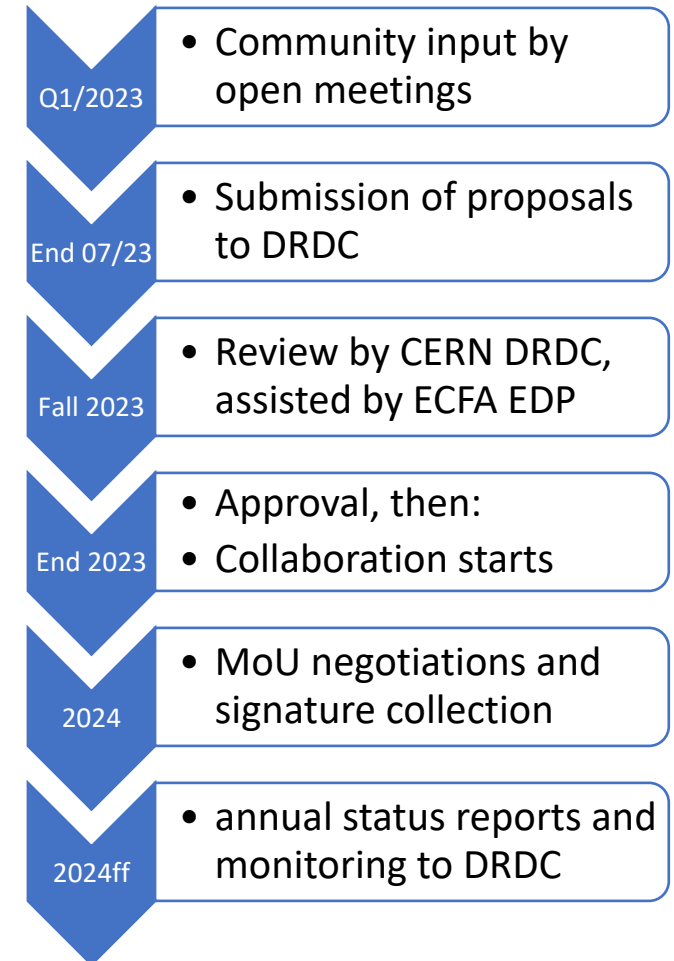 Q1/2023
• Community input by
open meetings
End 07/23
• Submission of proposals
to DRDC
Fall 2023
• Review by CERN DRDC,
assisted by ECFA EDP
End 2023
• Approval, then:
• Collaboration starts
2024
• MoU negotiations and
signature collection
2024ff
• annual status reports and
monitoring to DRDC